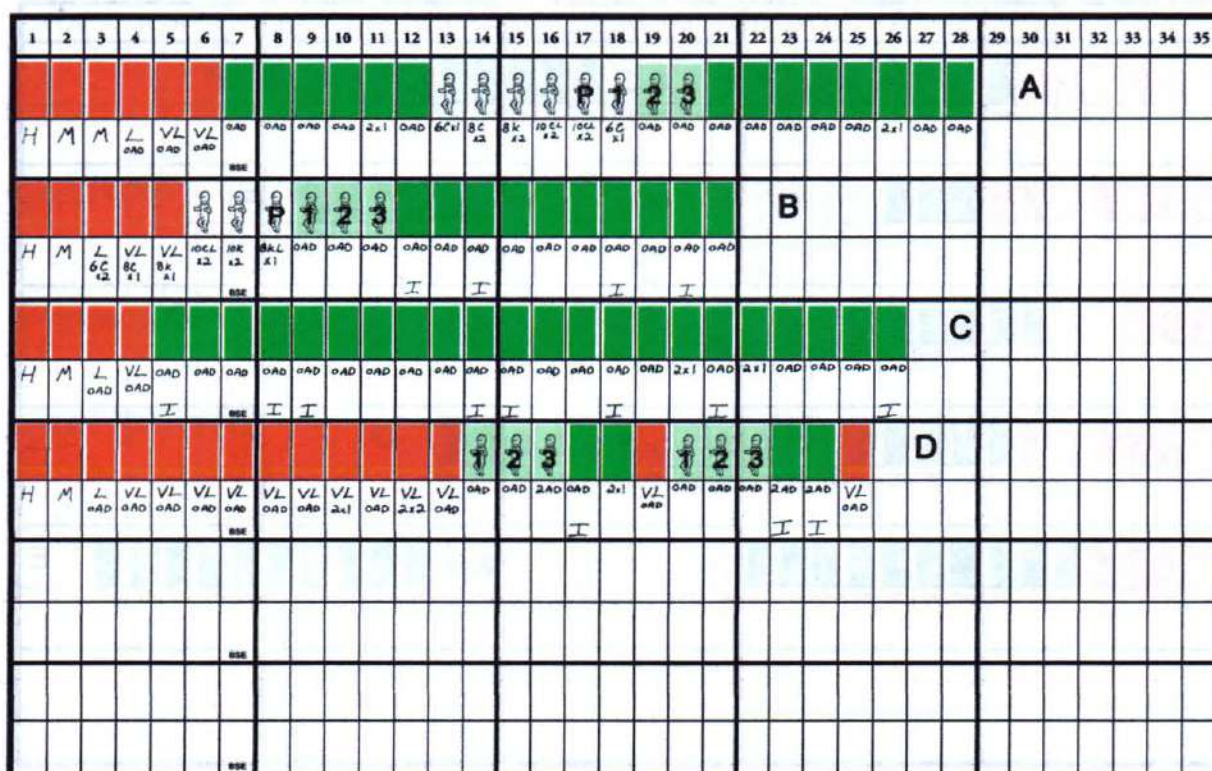 1 2 3 4 5 6 7 8 9 10 11 12 13 14 15 16 17 18 19 20 21 22 23 24 25 26 27 28 29 30 31 32 33 34 35
P 1 2 3 A
H M M L VL VL OAD OAD OAD OAD 2x1 OAD 6Cx1 8C 8K 10CL 10CL 6C OAD OAD OAD OAD OAD OAD OAD 2x1 OAD OAD
OAD OAD OAD x2 x2 x2 x2 x1
BSE
P 1 2 3 B
H M L VL VL 10CL 10K 8KL OAD OAD OAD OAD OAD OAD OAD OAD OAD OAD OAD OAD OAD
6C 8C 8K x2 x2 x1
x2 x1 x1
BSE I I I I
C
H M L VL OAD OAD OAD OAD OAD OAD OAD OAD OAD OAD OAD OAD OAD OAD OAD 2x1 OAD 2x1 OAD OAD OAD OAD
OAD OAD
I BSE I I I I I I I
1 2 3 1 2 3 D
H M L VL VL VL VL VL VL VL VL VL VL OAD OAD 2AD OAD 2x1 VL OAD OAD OAD 2AD 2AD VL
OAD OAD OAD OAD OAD OAD OAD 2x1 OAD 2x2 OAD OAD OAD
BSE I I I
BSE
BSE